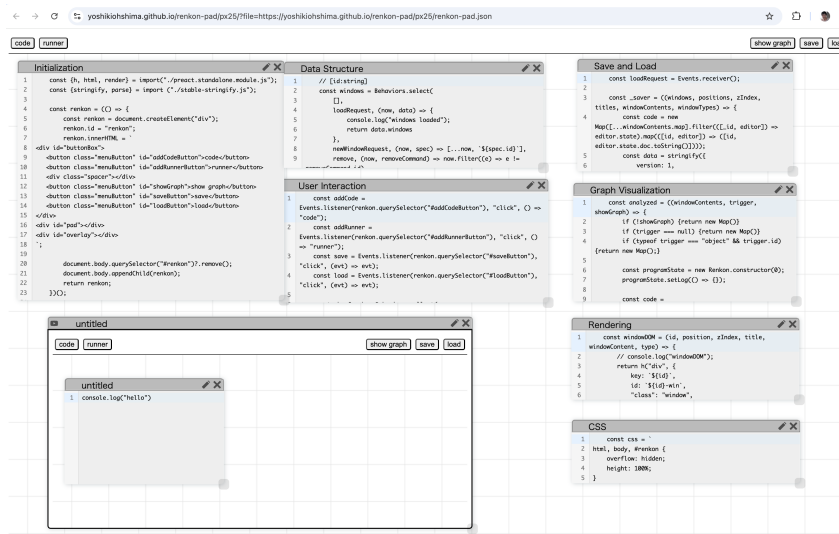 yoshikiohshima.github.io/renkon-pad/px25/?file=https://yoshikiohshima.github.io/renkon-pad/px25/renkon-pad.json
code runner show graph save
Initialization
1 const {h, html, render} = import("./preact.standalone.module.js");
2 const {stringify, parse} = import ("./stable-stringify.js");
3
4 const renkon = (() => {
5 const renkon = document.createElement("div");
6 renkon.id = "renkon";
7 renkon.innerHTML = `
8 <div id="buttonBox">
9 <button class="menuButton" id="addCodeButton">code</button>
10 <button class="menuButton" id="addRunnerButton">runner</button>
11 <div class="spacer"></div>
12 <button class="menuButton" id="showGraph">show graph</button>
13 <button class="menuButton" id="saveButton">save</button>
14 <button class="menuButton" id="loadButton">load</button>
15 </div>
16 <div id="pad"></div>
17 <div id="overlay"></div>
18 `;
19
20 document.body.querySelector("#renkon")?.remove();
21 document.body.appendChild(renkon);
22 return renkon;
23 })();
Data Structure
1 // [id:string]
2 const windows = Behaviors.select(
3 [],
4 loadRequest, (now, data) => {
5 console.log("windows loaded");
6 return data.windows
7 },
8 newWindowRequest, (now, spec) => [...now, `${spec.id}`],
9 remove, (now, removeCommand) => now.filter((e) => e !=
User Interaction
1 const addCode =
Events.listener(renkon.querySelector("#addCodeButton"), "click", () =>
"code");
2 const addRunner =
Events.listener(renkon.querySelector("#addRunnerButton"), "click", ()
=> "runner");
3 const save = Events.listener(renkon.querySelector("#saveButton"),
"click", (evt) => evt);
4 const load = Events.listener(renkon.querySelector("#loadButton"),
"click", (evt) => evt);
5
Save and Load
1 const loadRequest = Events.receiver();
2
3 const _saver = ((windows, positions, zIndex,
titles, windowContents, windowTypes) => {
4 const code = new
Map([...windowContents.map].filter(([_id, editor]) =>
editor.state).map(([id, editor]) => ([id,
editor.state.doc.toString()])));
5 const data = stringify({
6 version: 1,
Graph Visualization
1 const analyzed = ((windowContents, trigger,
showGraph) => {
2 if (!showGraph) {return new Map()}
3 if (trigger === null) {return new Map()}
4 if (typeof trigger === "object" && trigger.id)
{return new Map();}
5
6 const programState = new Renkon.constructor(0);
7 programState.setLog(() => {});
8
9 const code =
untitled
code runner show graph save load
untitled
1 console.log("hello")
Rendering
1 const windowDOM = (id, position, zIndex, title,
windowContent, type) => {
2 // console.log("windowDOM");
3 return h("div", {
4 key: `${id}`,
5 id: `${id}-win`,
6 "class": "window",
CSS
1 const css = `
2 html, body, #renkon {
3 overflow: hidden;
4 height: 100%;
5 }